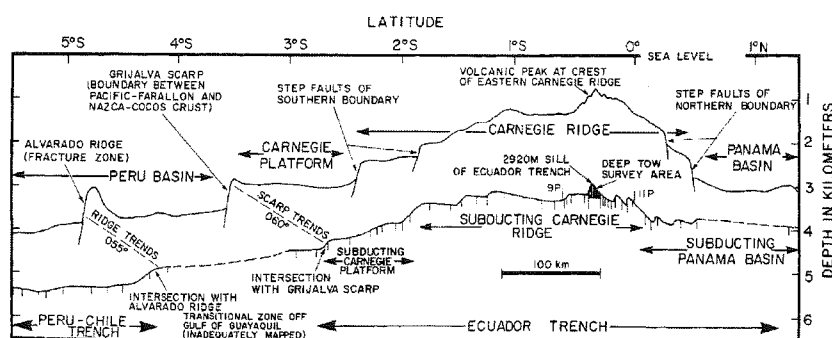 LATITUDE
5°S
4°S
3°S
2°S
1°S
0°
SEA LEVEL
1°N
GRIJALVA SCARP
(BOUNDARY BETWEEN
PACIFIC-FARALLON AND
NAZCA-COCOS CRUST)
STEP FAULTS OF
SOUTHERN BOUNDARY
VOLCANIC PEAK AT CREST
OF EASTERN CARNEGIE RIDGE
STEP FAULTS OF
NORTHERN BOUNDARY
ALVARADO RIDGE
(FRACTURE ZONE)
CARNEGIE
PLATFORM
CARNEGIE RIDGE
PANAMA
BASIN
PERU BASIN
2920M SILL
OF ECUADOR
TRENCH
DEEP TOW
SURVEY AREA
9P
11P
RIDGE TRENDS
055°
SCARP TRENDS
060°
SUBDUCTING CARNEGIE
RIDGE
SUBDUCTING
CARNEGIE
PLATFORM
SUBDUCTING
PANAMA BASIN
INTERSECTION
WITH GRIJALVA SCARP
100 km
INTERSECTION WITH
ALVARADO RIDGE
PERU-CHILE
TRENCH
TRANSITIONAL ZONE OFF
GULF OF GUAYAQUIL
(INADEQUATELY MAPPED)
ECUADOR TRENCH
1
2
3
4
5
6
DEPTH IN KILOMETERS